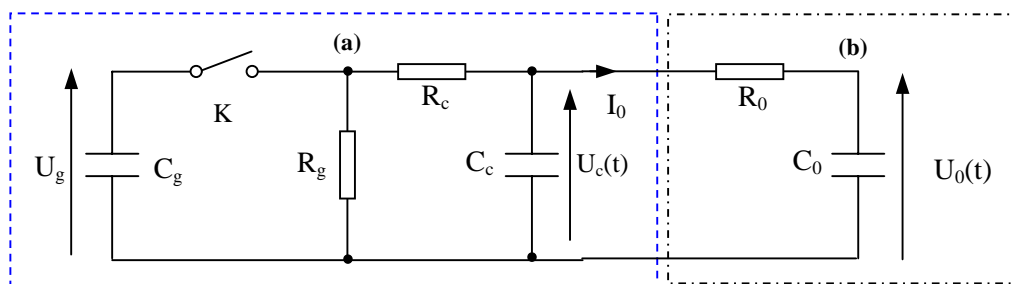 (a)
(b)
R_c
I_0
R_0
K
U_g
C_g
R_g
C_c
U_c(t)
C_0
U_0(t)